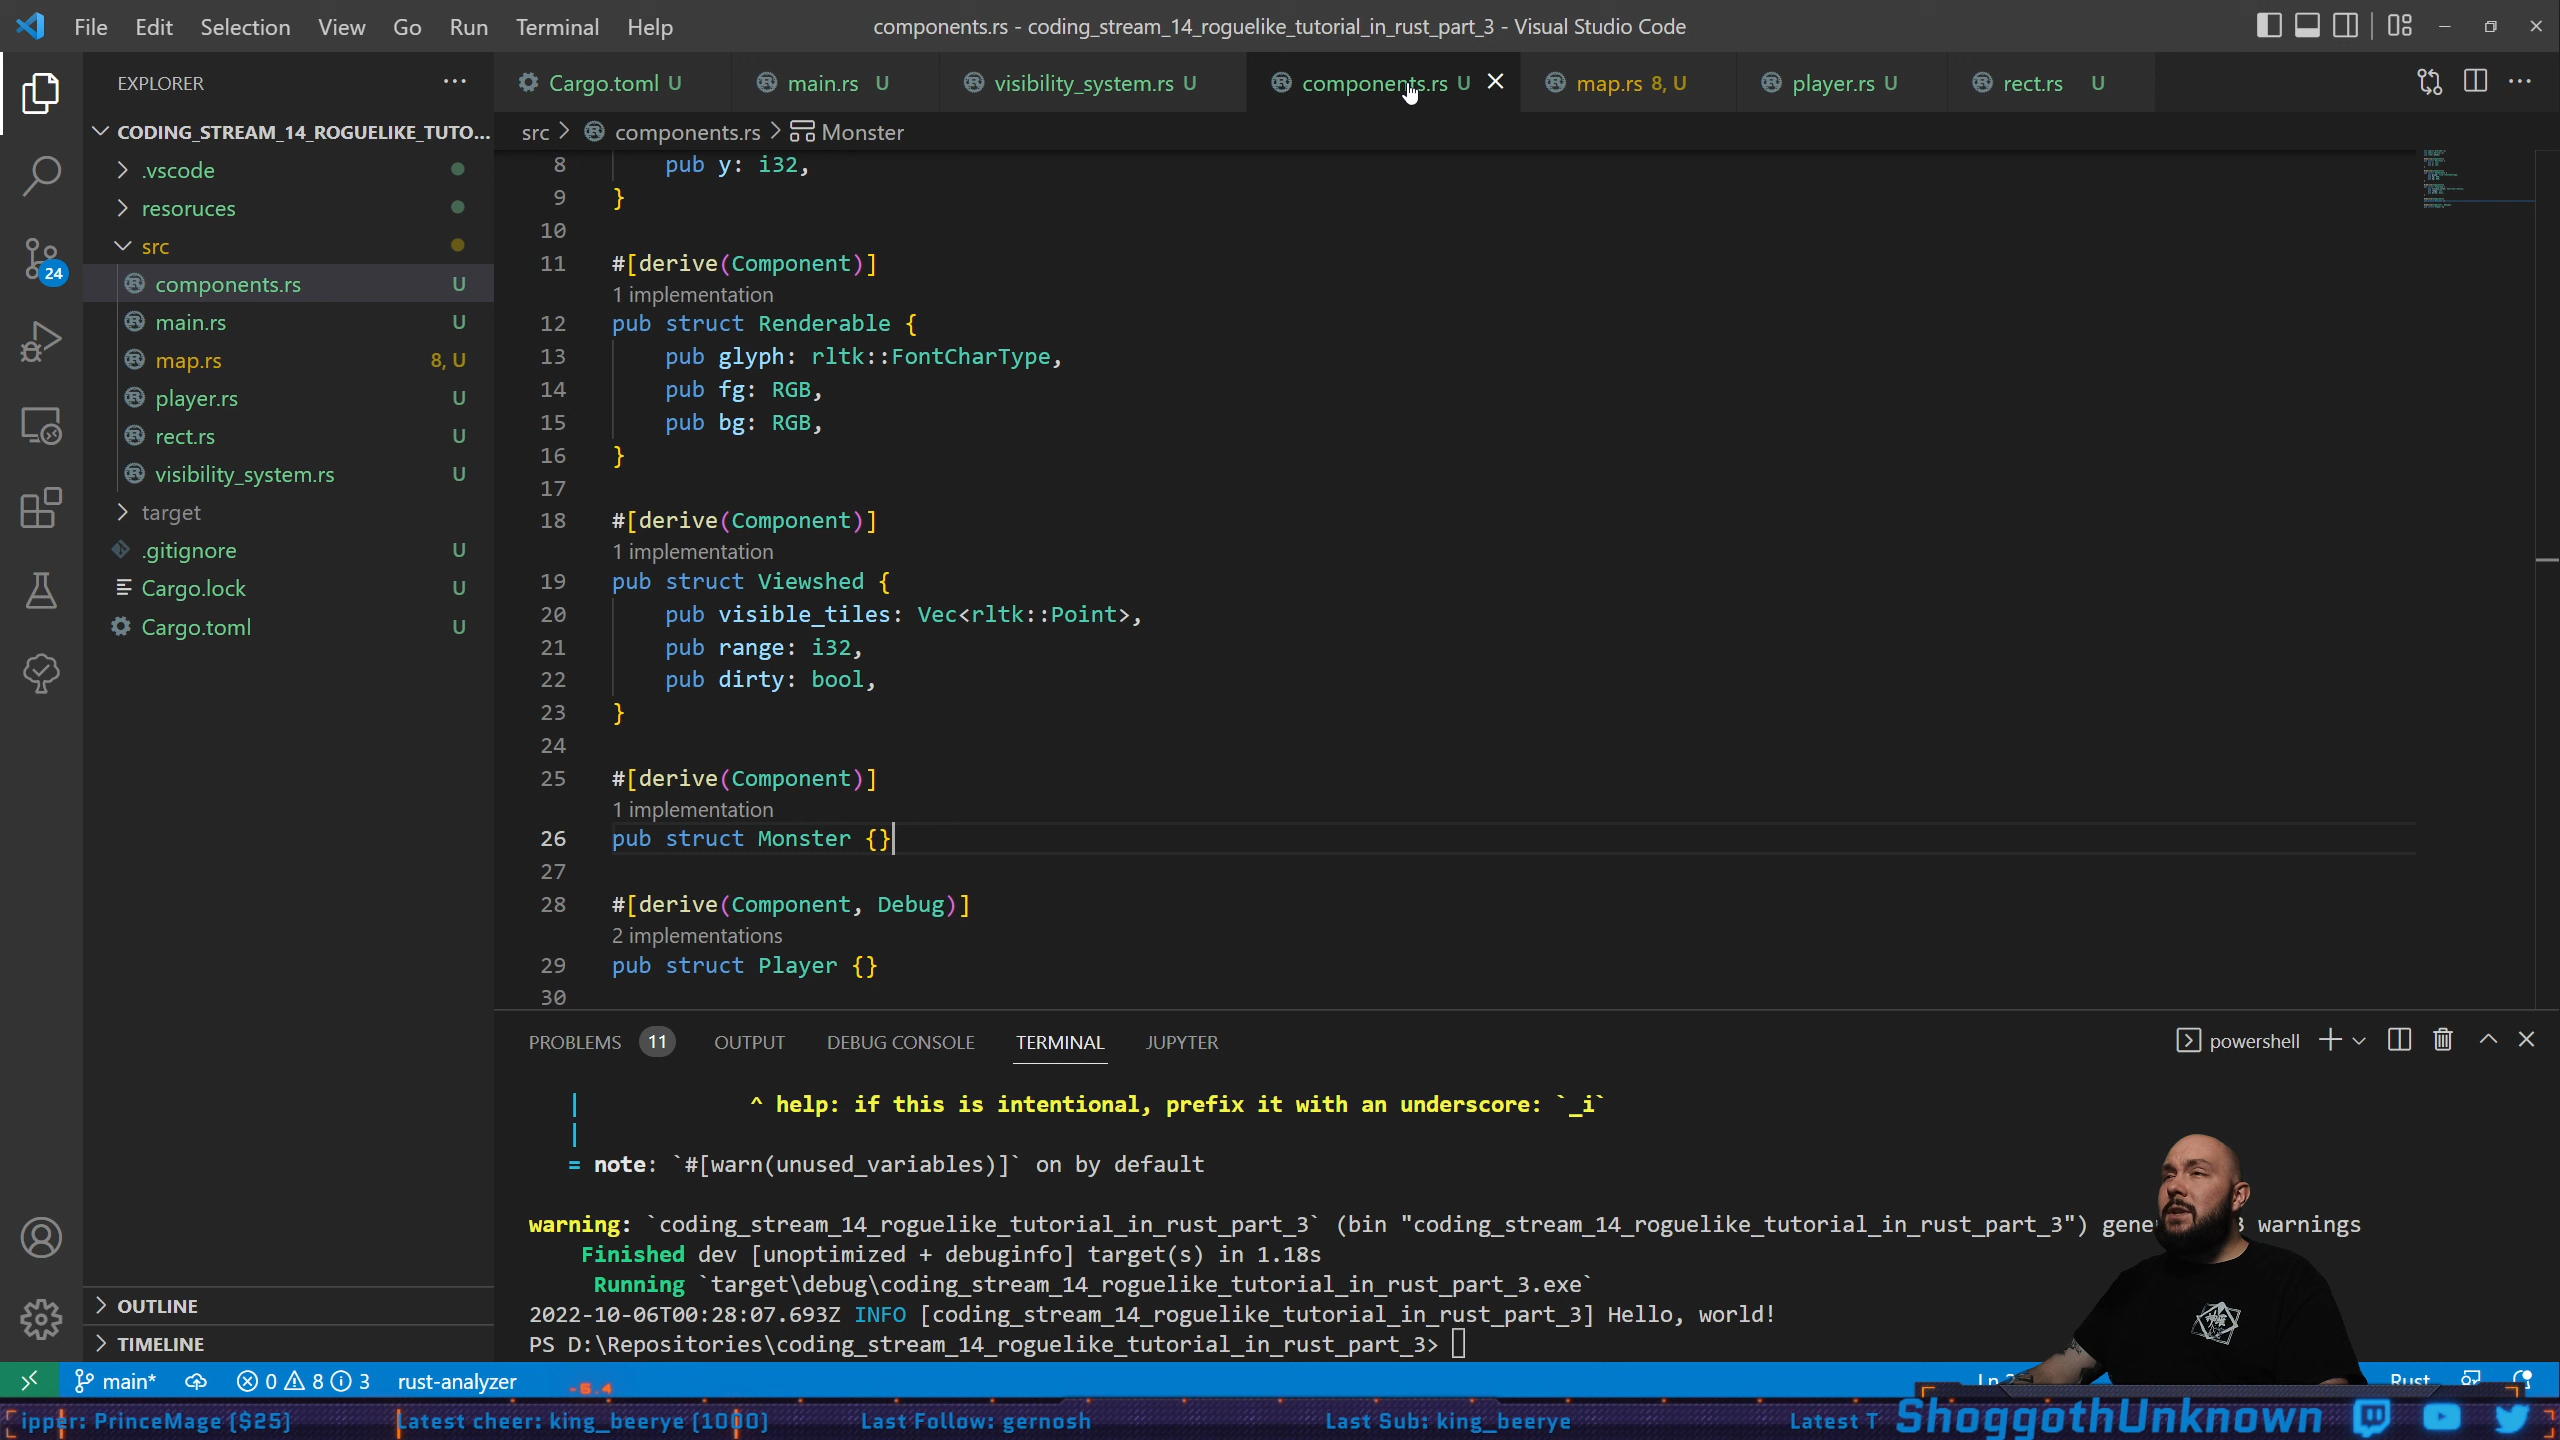 File Edit Selection View Go Run Terminal Help
components.rs - coding_stream_14_roguelike_tutorial_in_rust_part_3 - Visual Studio Code
EXPLORER
Cargo.toml U
main.rs U
visibility_system.rs U
components.rs U
map.rs 8, U
player.rs U
rect.rs U
CODING_STREAM_14_ROGUELIKE_TUTO...
src > components.rs > Monster
.vscode
resoruces
src
components.rs U
main.rs U
map.rs 8, U
player.rs U
rect.rs U
visibility_system.rs U
target
.gitignore U
Cargo.lock U
Cargo.toml U
24
OUTLINE
TIMELINE
8 pub y: i32,
9 }
10
11 #[derive(Component)]
1 implementation
12 pub struct Renderable {
13 pub glyph: rltk::FontCharType,
14 pub fg: RGB,
15 pub bg: RGB,
16 }
17
18 #[derive(Component)]
1 implementation
19 pub struct Viewshed {
20 pub visible_tiles: Vec<rltk::Point>,
21 pub range: i32,
22 pub dirty: bool,
23 }
24
25 #[derive(Component)]
1 implementation
26 pub struct Monster {}
27
28 #[derive(Component, Debug)]
2 implementations
29 pub struct Player {}
30
PROBLEMS 11 OUTPUT DEBUG CONSOLE TERMINAL JUPYTER
powershell
^ help: if this is intentional, prefix it with an underscore: `_i`
= note: `#[warn(unused_variables)]` on by default
warning: `coding_stream_14_roguelike_tutorial_in_rust_part_3` (bin "coding_stream_14_roguelike_tutorial_in_rust_part_3") gene 3 warnings
Finished dev [unoptimized + debuginfo] target(s) in 1.18s
Running `target\debug\coding_stream_14_roguelike_tutorial_in_rust_part_3.exe`
2022-10-06T00:28:07.693Z INFO [coding_stream_14_roguelike_tutorial_in_rust_part_3] Hello, world!
PS D:\Repositories\coding_stream_14_roguelike_tutorial_in_rust_part_3>
main* 0 8 3 rust-analyzer
Rust
-6.4
ipper: PrinceMage [$25] Latest cheer: king_beerye [1000] Last Follow: gernosh Last Sub: king_beerye Latest T
ShoggothUnknown